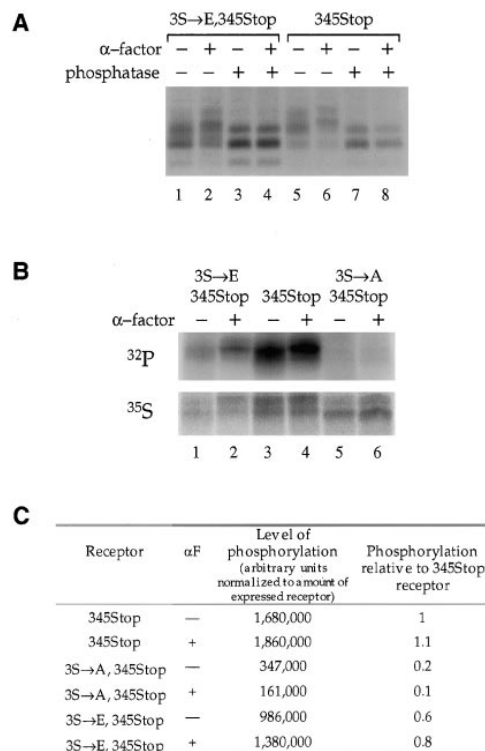 A
3S→E,345Stop 345Stop
α-factor – + – + – + – +
phosphatase – – + + – – + +
1 2 3 4 5 6 7 8
B
3S→E 3S→A
345Stop 345Stop 345Stop
α-factor – + – + – +
32P
35S
1 2 3 4 5 6
C
Receptor αF Level of phosphorylation (arbitrary units normalized to amount of expressed receptor) Phosphorylation relative to 345Stop receptor
345Stop — 1,680,000 1
345Stop + 1,860,000 1.1
3S→A, 345Stop — 347,000 0.2
3S→A, 345Stop + 161,000 0.1
3S→E, 345Stop — 986,000 0.6
3S→E, 345Stop + 1,380,000 0.8